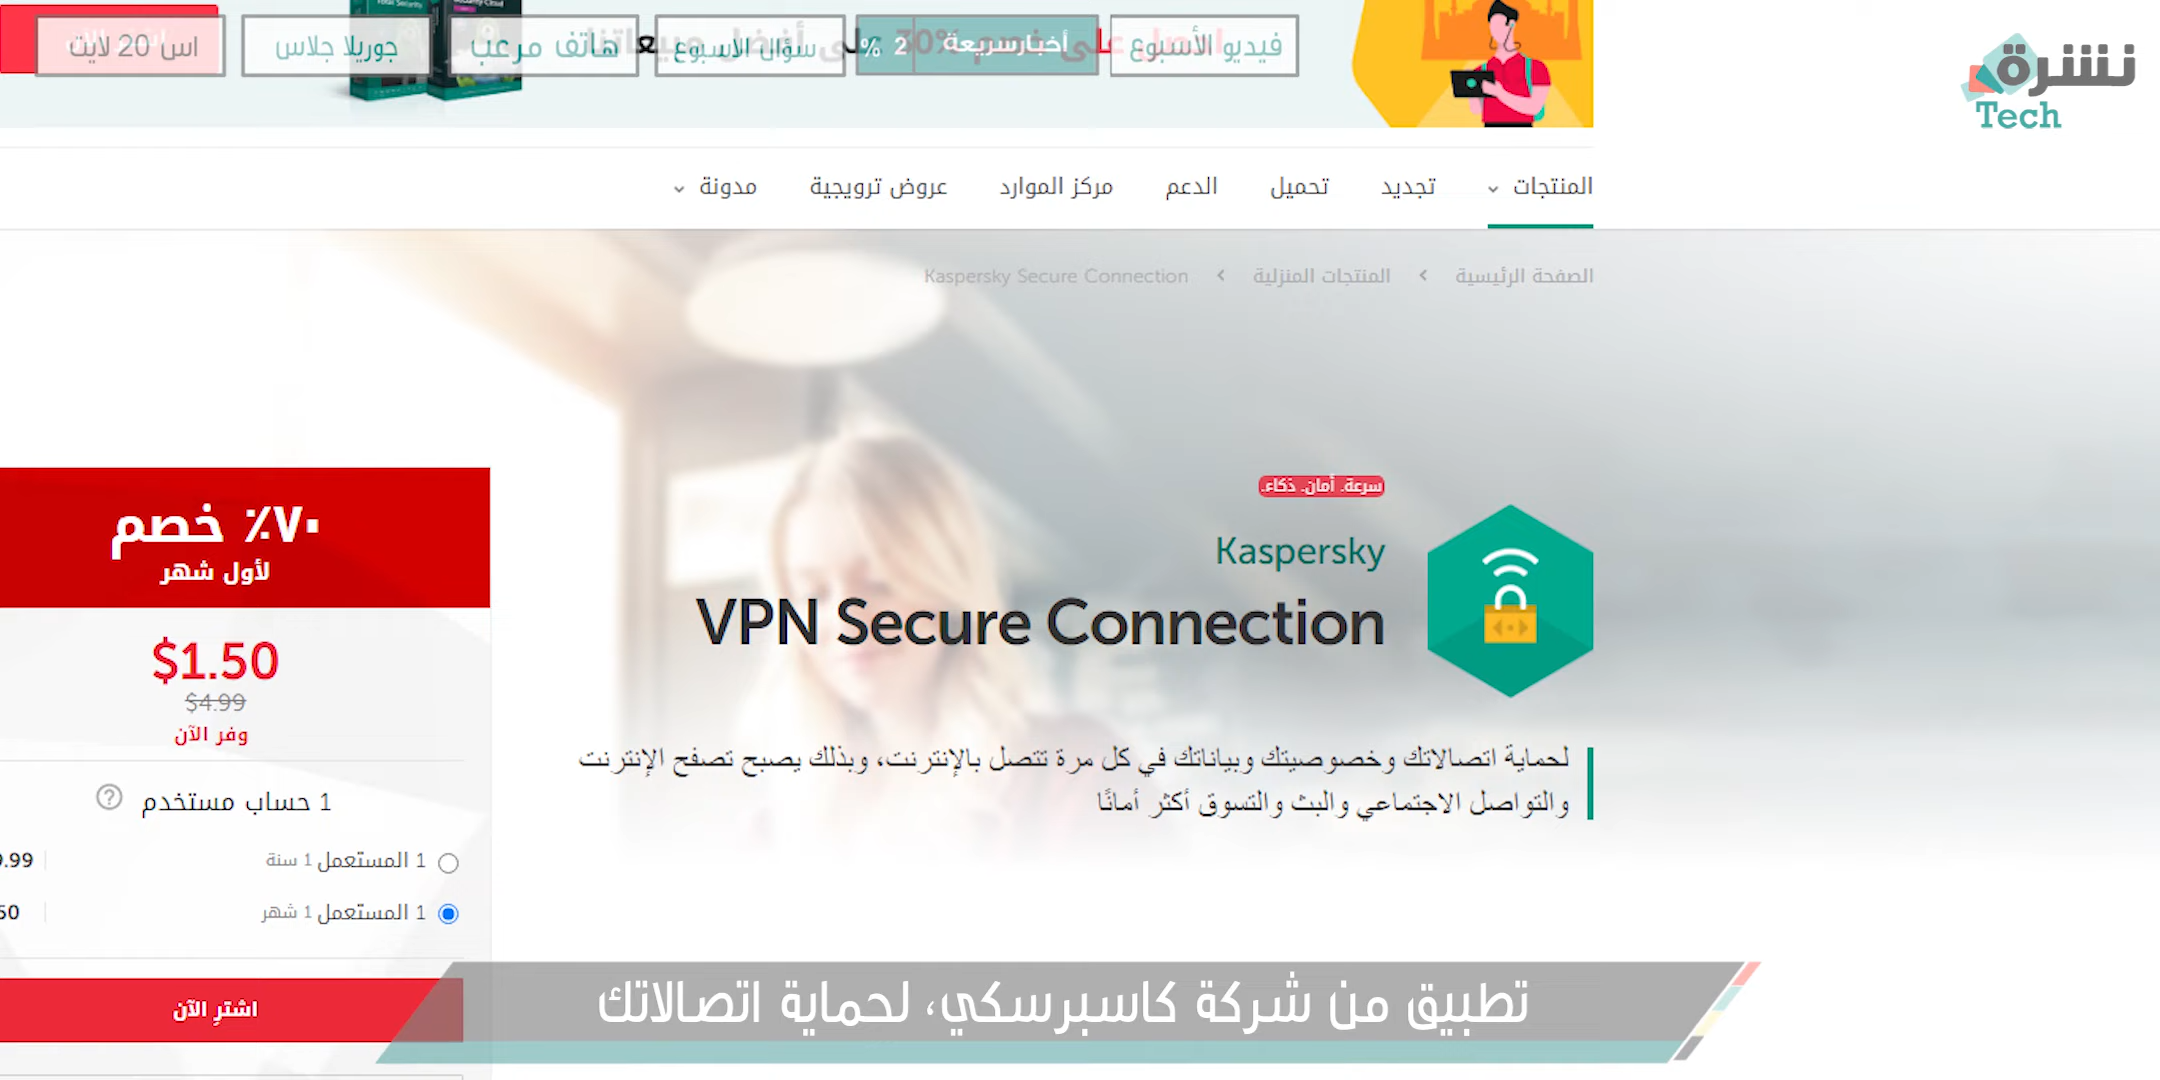 فيديو الأسبوع
أخبار سريعة
2 %
سؤال الاسبوع
هاتف مرعب
جوريلا جلاس
اس 20 لايت
نشرة
Tech
المنتجات
تجديد
تحميل
الدعم
مركز الموارد
عروض ترويجية
مدونة
الصفحة الرئيسية › المنتجات المنزلية › Kaspersky Secure Connection
سرعة. أمان. ذكاء.
Kaspersky
VPN Secure Connection
لحماية اتصالاتك وخصوصيتك وبياناتك في كل مرة تتصل بالإنترنت، وبذلك يصبح تصفح الإنترنت
والتواصل الاجتماعي والبث والتسوق أكثر أمانًا
٧٠٪ خصم
لأول شهر
$1.50
$4.99
وفر الآن
1 حساب مستخدم
1 المستعمل 1 سنة
9.99
1 المستعمل 1 شهر
50
اشترِ الآن
تطبيق من شركة كاسبرسكي، لحماية اتصالاتك